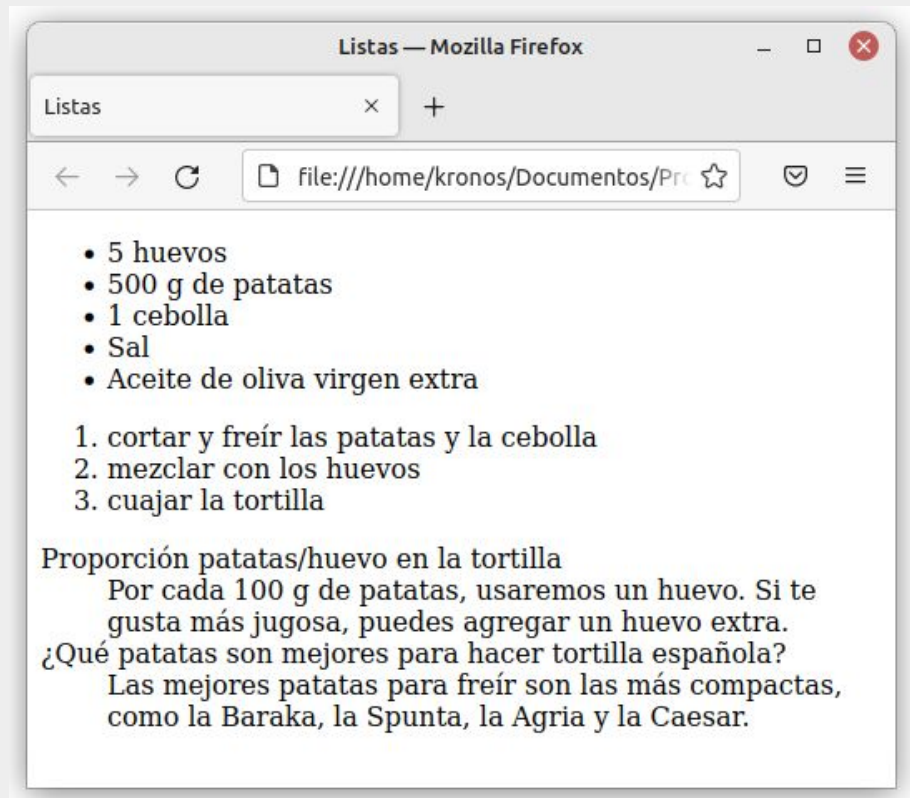 Listas — Mozilla Firefox
Listas
file:///home/kronos/Documentos/Pro
• 5 huevos
• 500 g de patatas
• 1 cebolla
• Sal
• Aceite de oliva virgen extra
1. cortar y freír las patatas y la cebolla
2. mezclar con los huevos
3. cuajar la tortilla
Proporción patatas/huevo en la tortilla
Por cada 100 g de patatas, usaremos un huevo. Si te
gusta más jugosa, puedes agregar un huevo extra.
¿Qué patatas son mejores para hacer tortilla española?
Las mejores patatas para freír son las más compactas,
como la Baraka, la Spunta, la Agria y la Caesar.